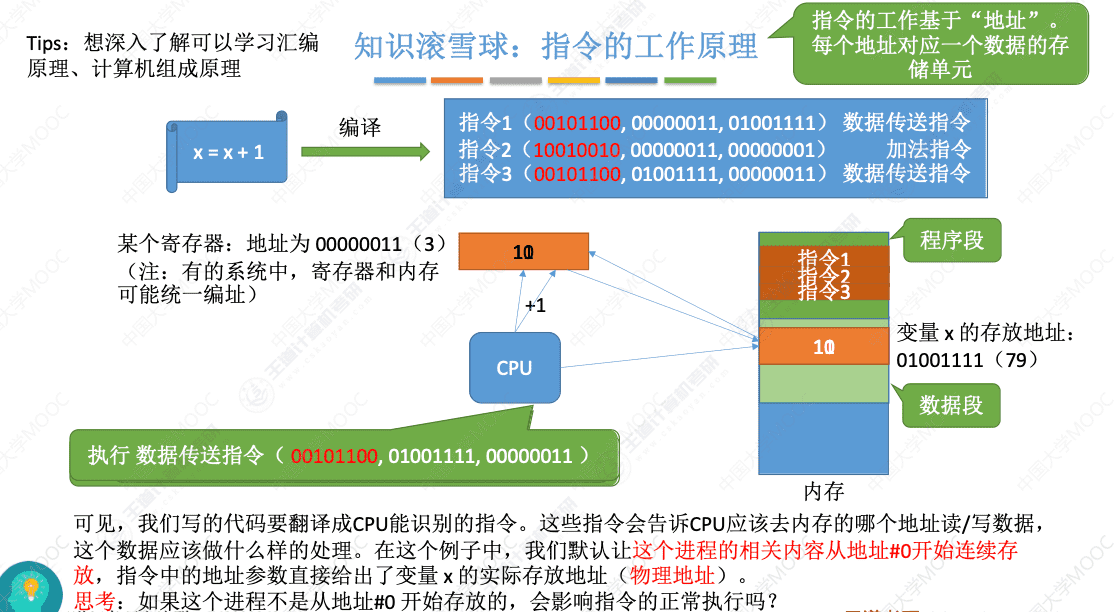 Tips：想深入了解可以学习汇编
原理、计算机组成原理
知识滚雪球：指令的工作原理
指令的工作基于“地址”。
每个地址对应一个数据的存
储单元
x = x + 1
编译
指令1（00101100, 00000011, 01001111） 数据传送指令
指令2（10010010, 00000011, 00000001） 加法指令
指令3（00101100, 01001111, 00000011） 数据传送指令
某个寄存器：地址为 00000011（3）
（注：有的系统中，寄存器和内存
可能统一编址）
+1
CPU
程序段
指令1
指令2
指令3
变量 x 的存放地址：
01001111（79）
数据段
内存
执行 数据传送指令（ 00101100, 01001111, 00000011 ）
可见，我们写的代码要翻译成CPU能识别的指令。这些指令会告诉CPU应该去内存的哪个地址读/写数据，
这个数据应该做什么样的处理。在这个例子中，我们默认让这个进程的相关内容从地址#0开始连续存
放，指令中的地址参数直接给出了变量 x 的实际存放地址（物理地址）。
思考：如果这个进程不是从地址#0 开始存放的，会影响指令的正常执行吗？
中国大学MOOC
王道计算机考研